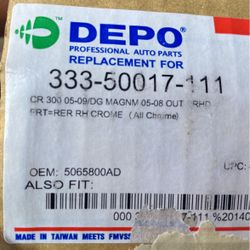 DEPO®
PROFESSIONAL AUTO PARTS
REPLACEMENT FOR
333-50017-111
CR 300 05-09/DG MAGNM 05-08 OUT RHD
FRT=RER RH CROME (All Chrome)
OEM: 5065800AD
UPC:
ALSO FIT:
MADE IN TAIWAN MEETS FMVSS